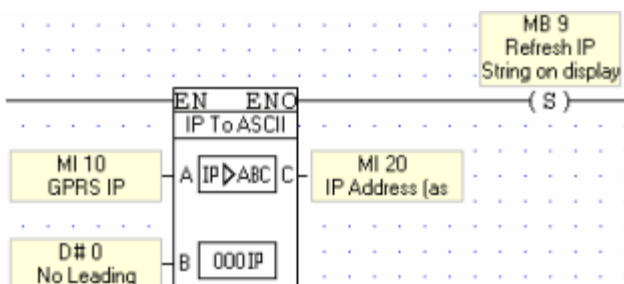 MB 9
Refresh IP
String on display
EN ENO
( S )
IP To ASCII
MI 10
GPRS IP
A IP▷ABC C
MI 20
IP Address (as
D# 0
No Leading
B 000IP